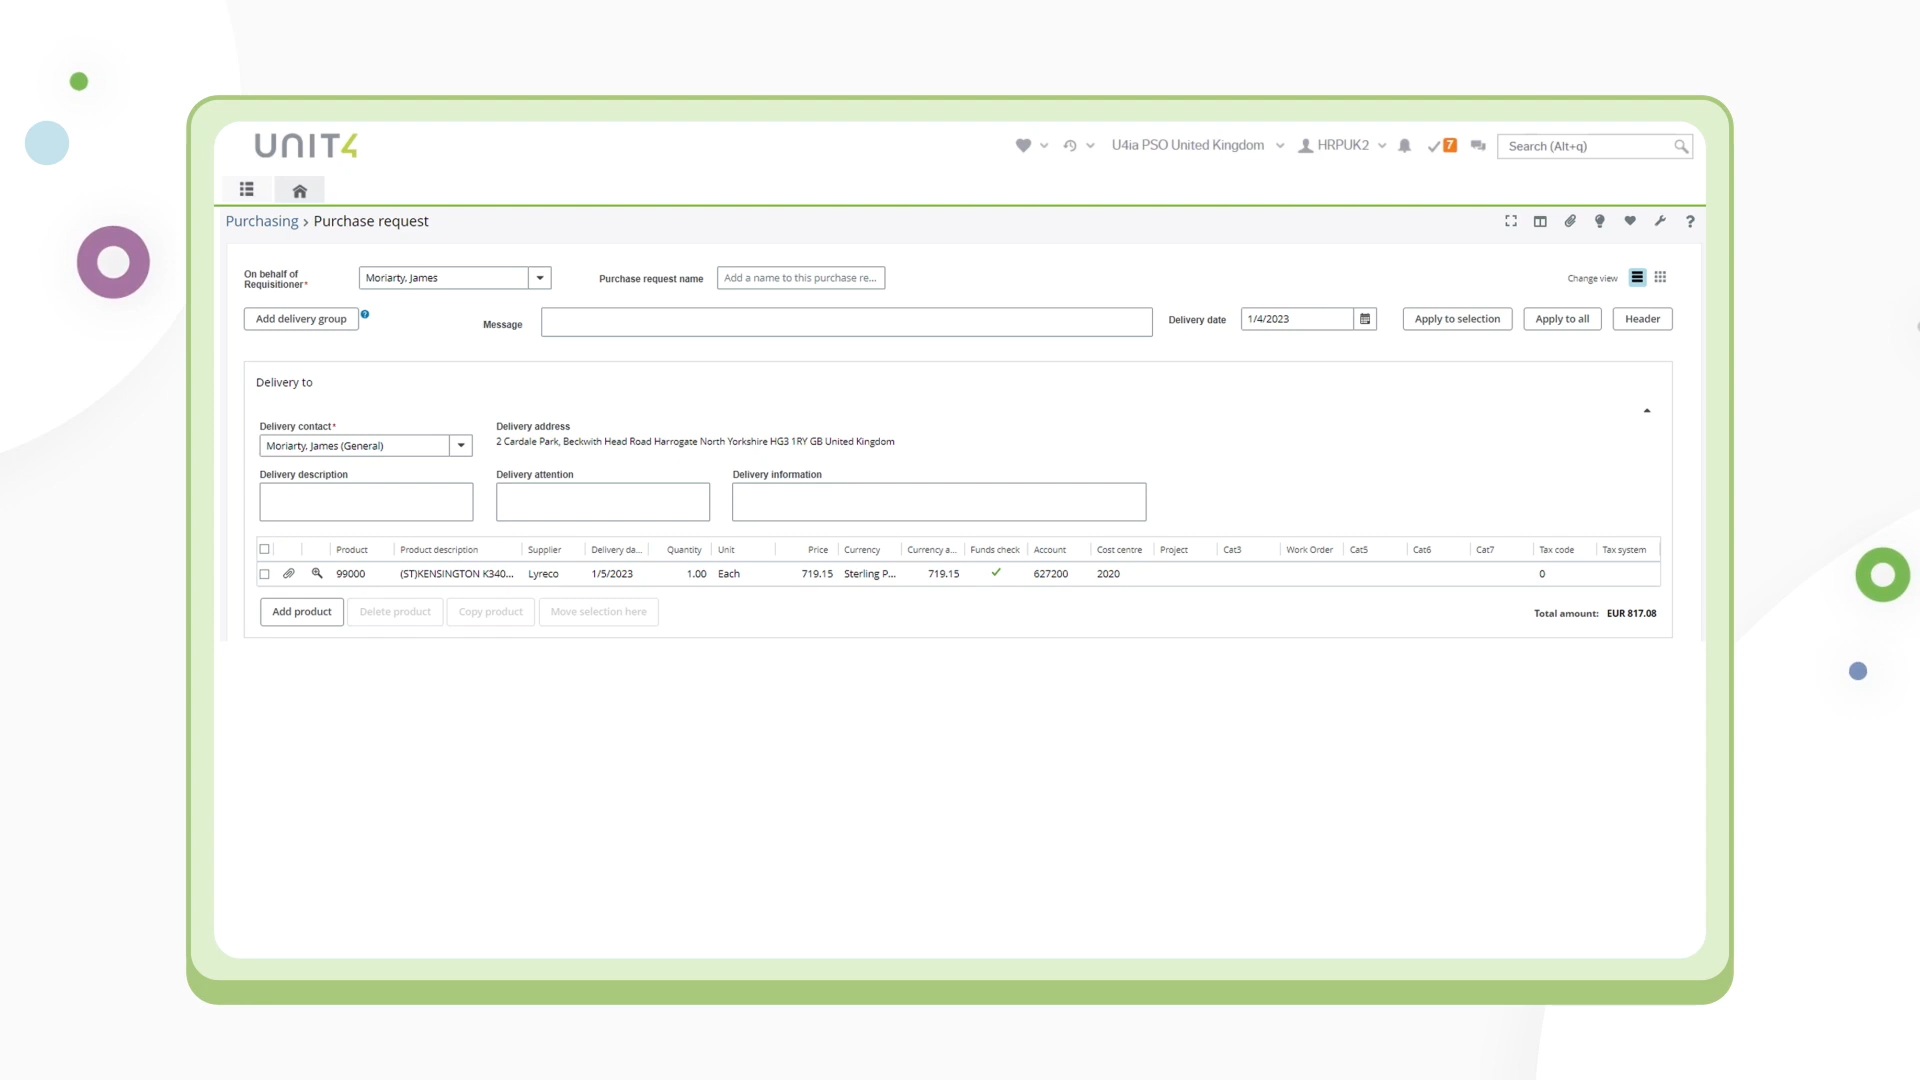 UNIT4
U4ia PSO United Kingdom HRPUK2 7 Search (Alt+q)
Purchasing › Purchase request ?
On behalf of Requisitioner* Moriarty, James Purchase request name Add a name to this purchase re... Change view
Add delivery group ? Message Delivery date 1/4/2023 Apply to selection Apply to all Header
Delivery to
Delivery contact* Delivery address
Moriarty, James (General) 2 Cardale Park, Beckwith Head Road Harrogate North Yorkshire HG3 1RY GB United Kingdom
Delivery description Delivery attention Delivery information
Product Product description Supplier Delivery da... Quantity Unit Price Currency Currency a... Funds check Account Cost centre Project Cat3 Work Order Cat5 Cat6 Cat7 Tax code Tax system
99000 (ST)KENSINGTON K340... Lyreco 1/5/2023 1.00 Each 719.15 Sterling P... 719.15 627200 2020 0
Add product Delete product Copy product Move selection here Total amount: EUR 817.08